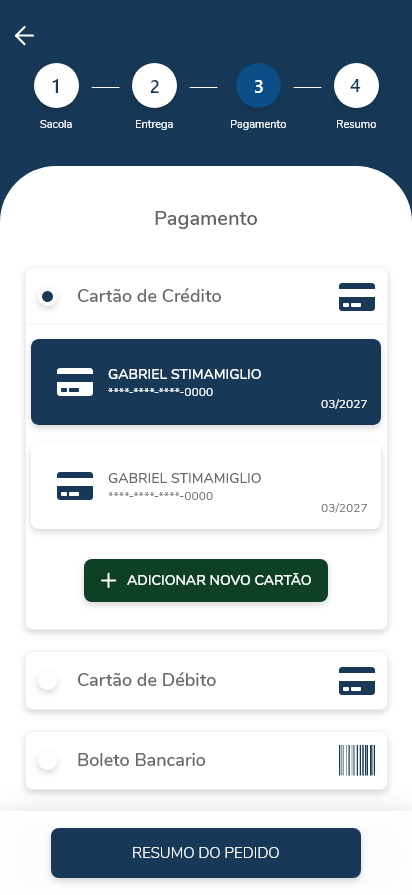 1
2
3
4
Sacola
Entrega
Pagamento
Resumo
Pagamento
Cartão de Crédito
GABRIEL STIMAMIGLIO
****-****-****-0000
03/2027
GABRIEL STIMAMIGLIO
****-****-****-0000
03/2027
ADICIONAR NOVO CARTÃO
Cartão de Débito
Boleto Bancario
RESUMO DO PEDIDO